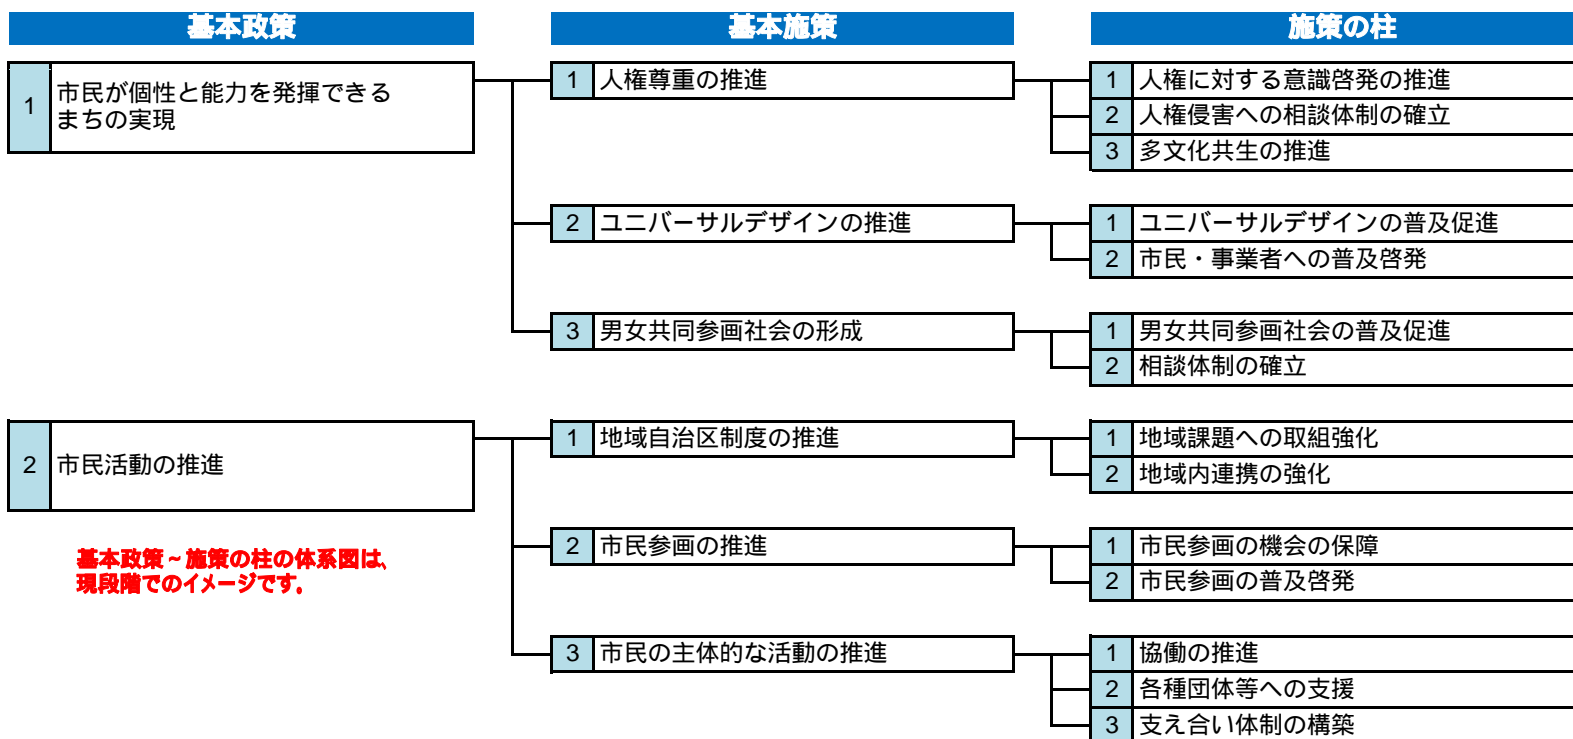 基本政策
基本施策
施策の柱
1 市民が個性と能力を発揮できる
まちの実現
1 人権尊重の推進
1 人権に対する意識啓発の推進
2 人権侵害への相談体制の確立
3 多文化共生の推進
2 ユニバーサルデザインの推進
1 ユニバーサルデザインの普及促進
2 市民・事業者への普及啓発
3 男女共同参画社会の形成
1 男女共同参画社会の普及促進
2 相談体制の確立
2 市民活動の推進
1 地域自治区制度の推進
1 地域課題への取組強化
2 地域内連携の強化
2 市民参画の推進
1 市民参画の機会の保障
2 市民参画の普及啓発
3 市民の主体的な活動の推進
1 協働の推進
2 各種団体等への支援
3 支え合い体制の構築
基本政策～施策の柱の体系図は、
現段階でのイメージです。